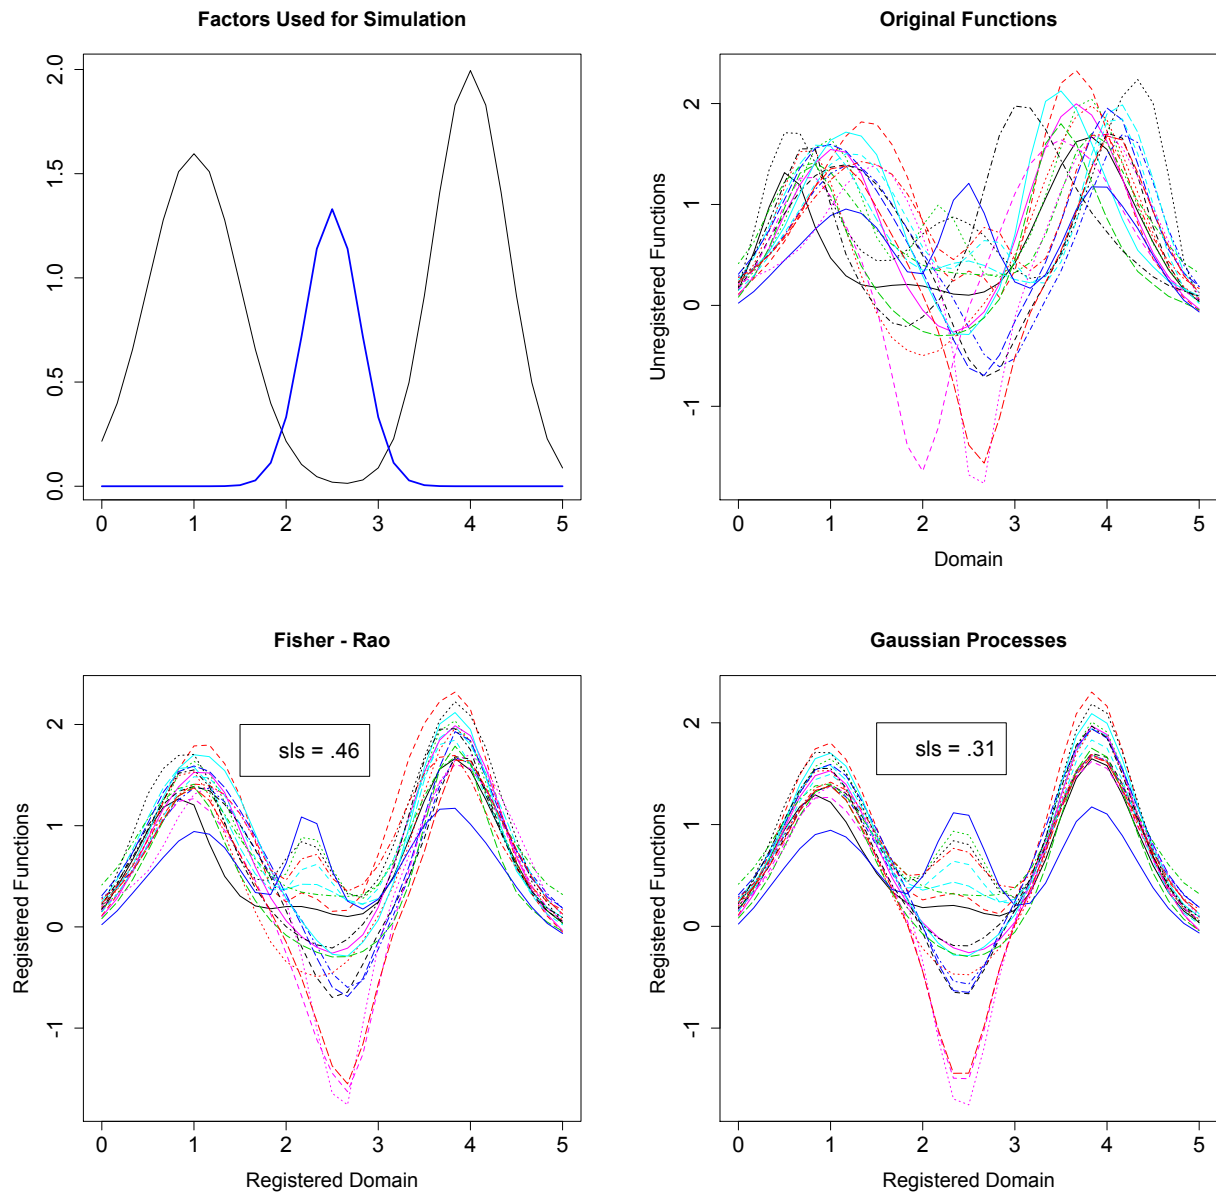 Factors Used for Simulation
2.0
1.5
1.0
0.5
0.0
0 1 2 3 4 5
Original Functions
Unregistered Functions
2
1
0
-1
0 1 2 3 4 5
Domain
Fisher - Rao
sls = .46
Registered Functions
2
1
0
-1
0 1 2 3 4 5
Registered Domain
Gaussian Processes
sls = .31
Registered Functions
2
1
0
-1
0 1 2 3 4 5
Registered Domain